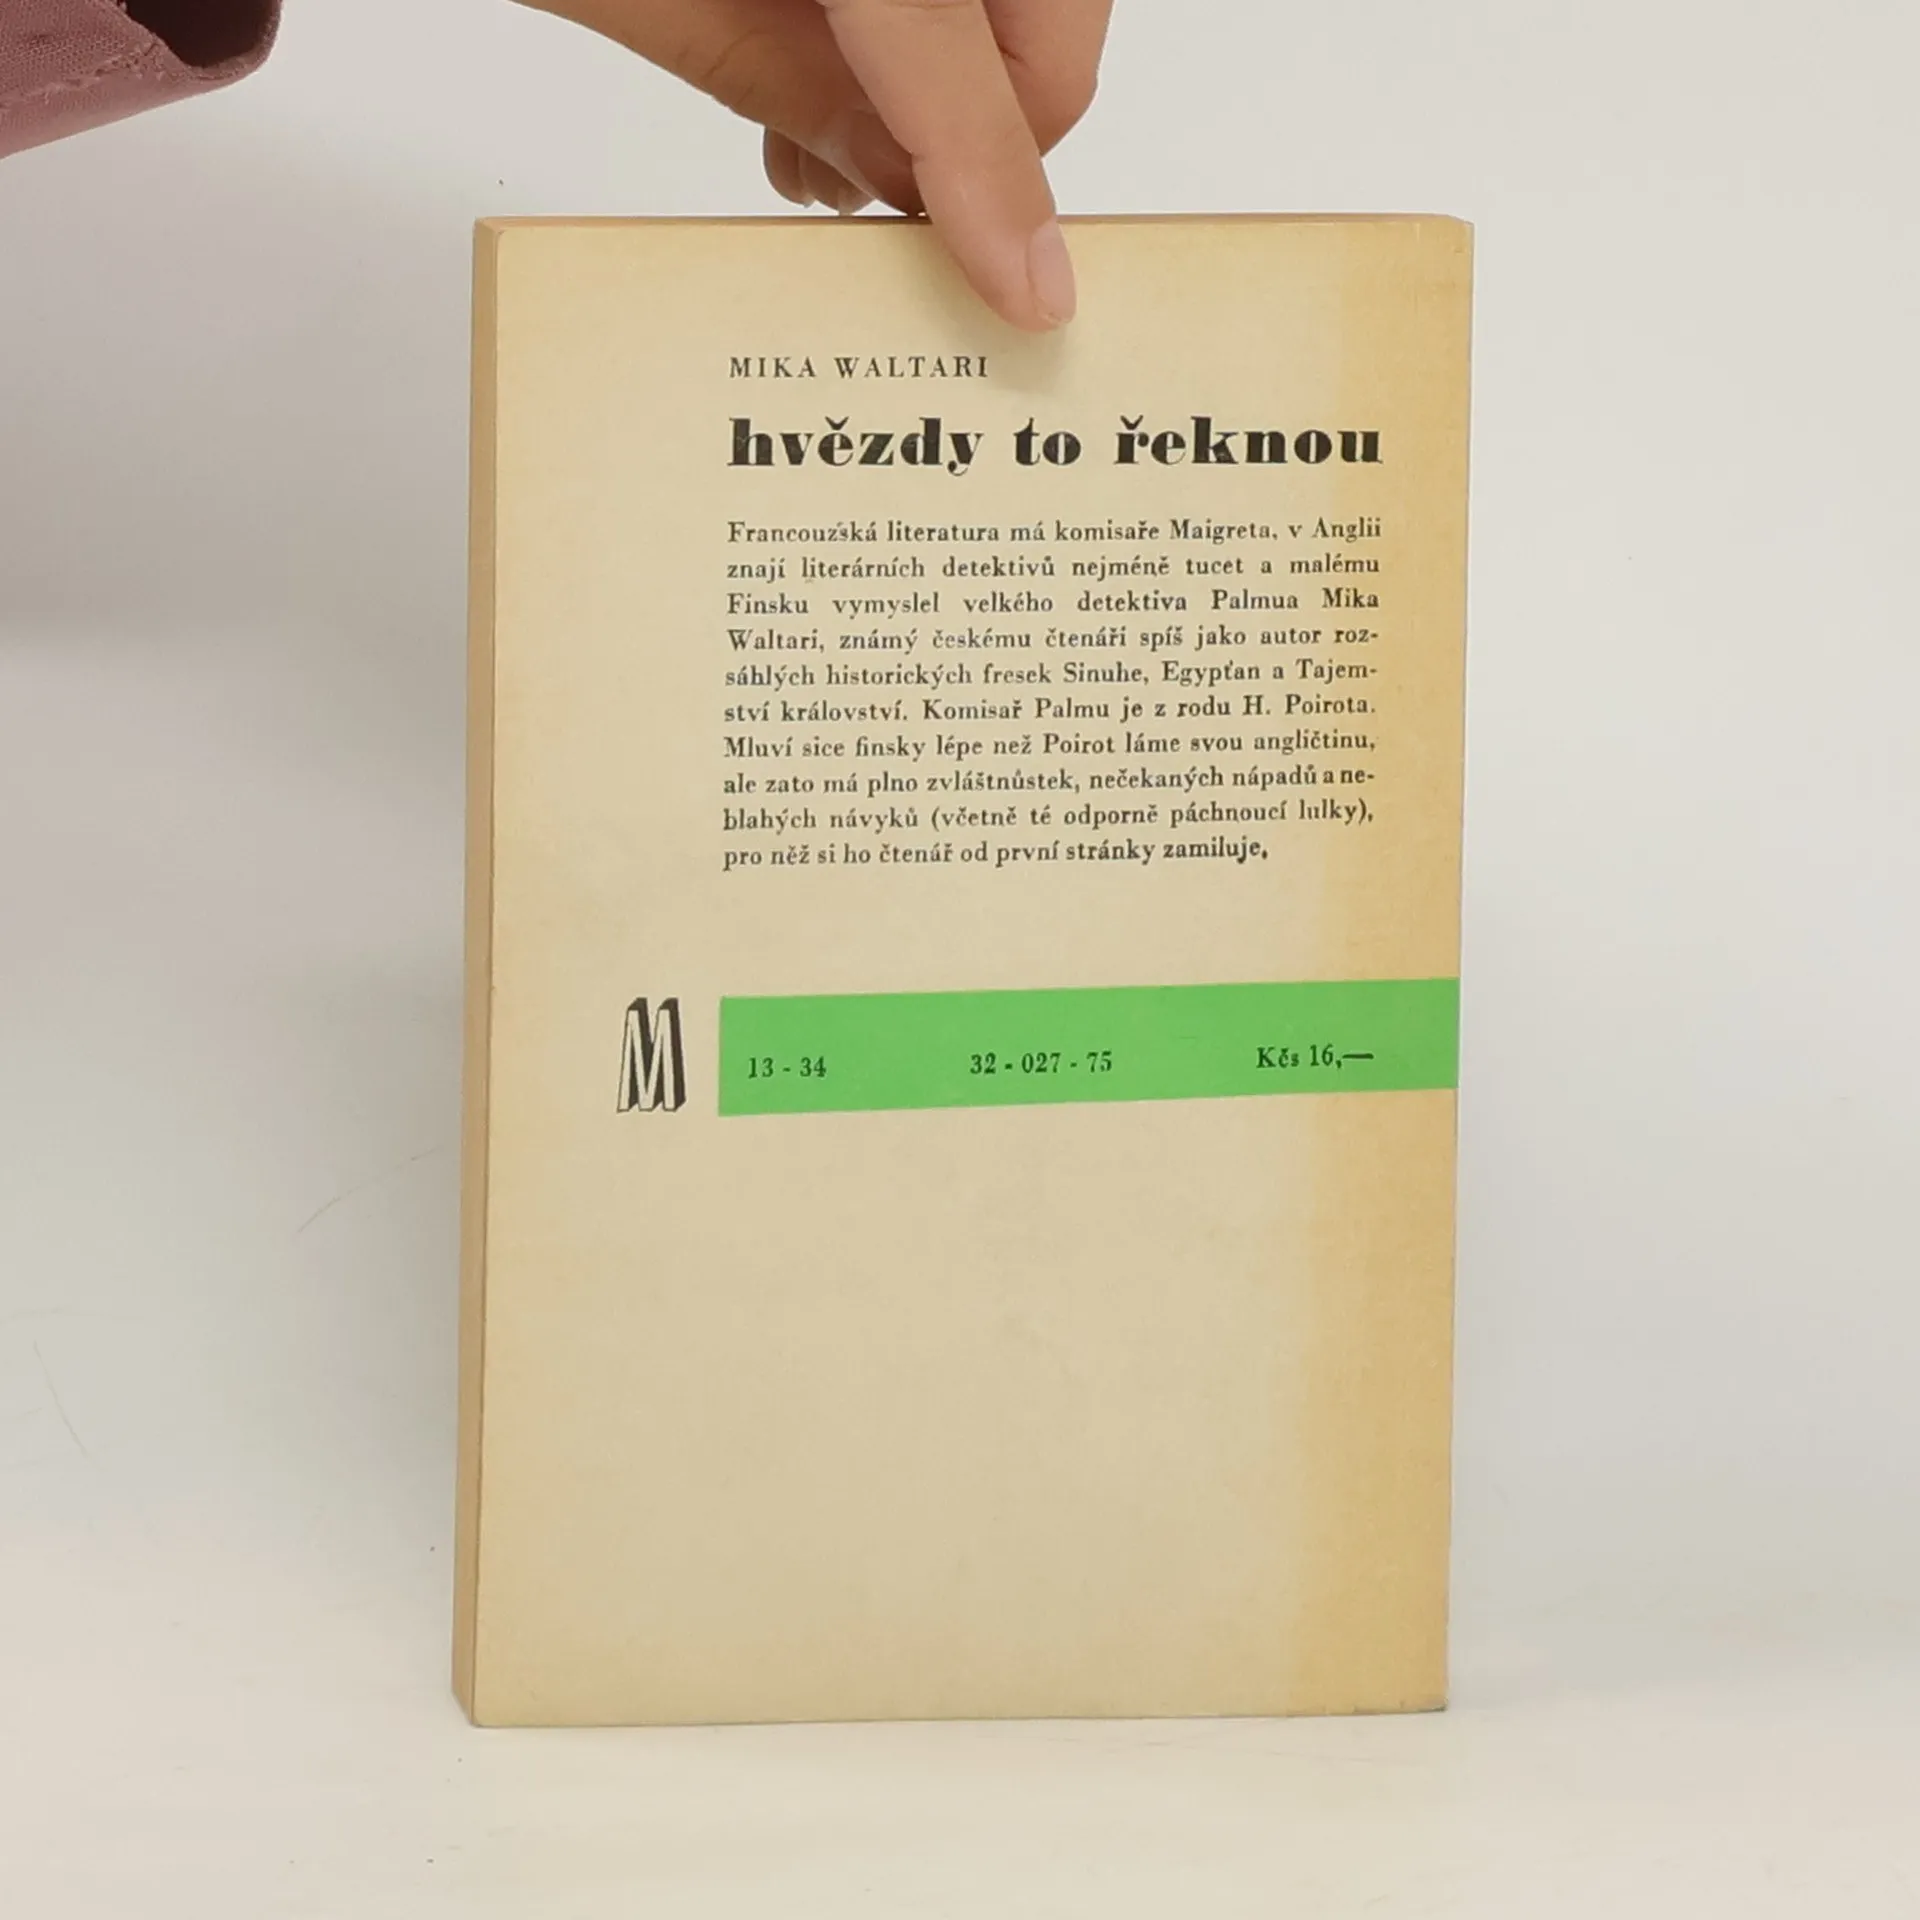 MIKA WALTARI
hvězdy to řeknou
Francouzská literatura má komisaře Maigreta, v Anglii
znají literárních detektivů nejméně tucet a malému
Finsku vymyslel velkého detektiva Palmua Mika
Waltari, známý českému čtenáři spíš jako autor roz-
sáhlých historických fresek Sinuhe, Egypťan a Tajem-
ství království. Komisař Palmu je z rodu H. Poirota.
Mluví sice finsky lépe než Poirot láme svou angličtinu,
ale zato má plno zvláštnůstek, nečekaných nápadů a ne-
blahých návyků (včetně té odporně páchnoucí lulky),
pro něž si ho čtenář od první stránky zamiluje.
M
13 - 34 32 - 027 - 75 Kčs 16,—